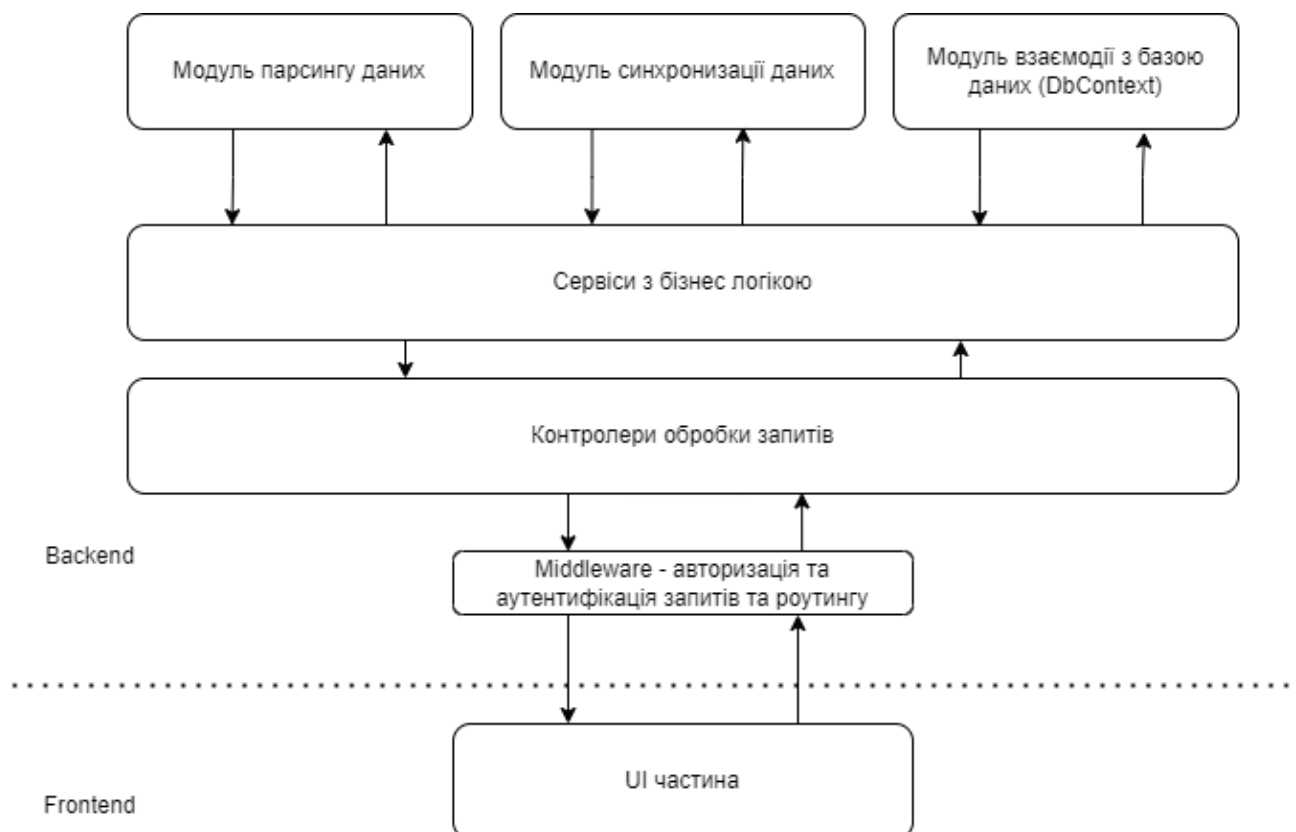 Модуль парсингу даних
Модуль синхронизації даних
Модуль взаємодії з базою
даних (DbContext)
Сервіси з бізнес логікою
Контролери обробки запитів
Backend
Middleware - авторизація та
аутентифікація запитів та роутингу
UI частина
Frontend